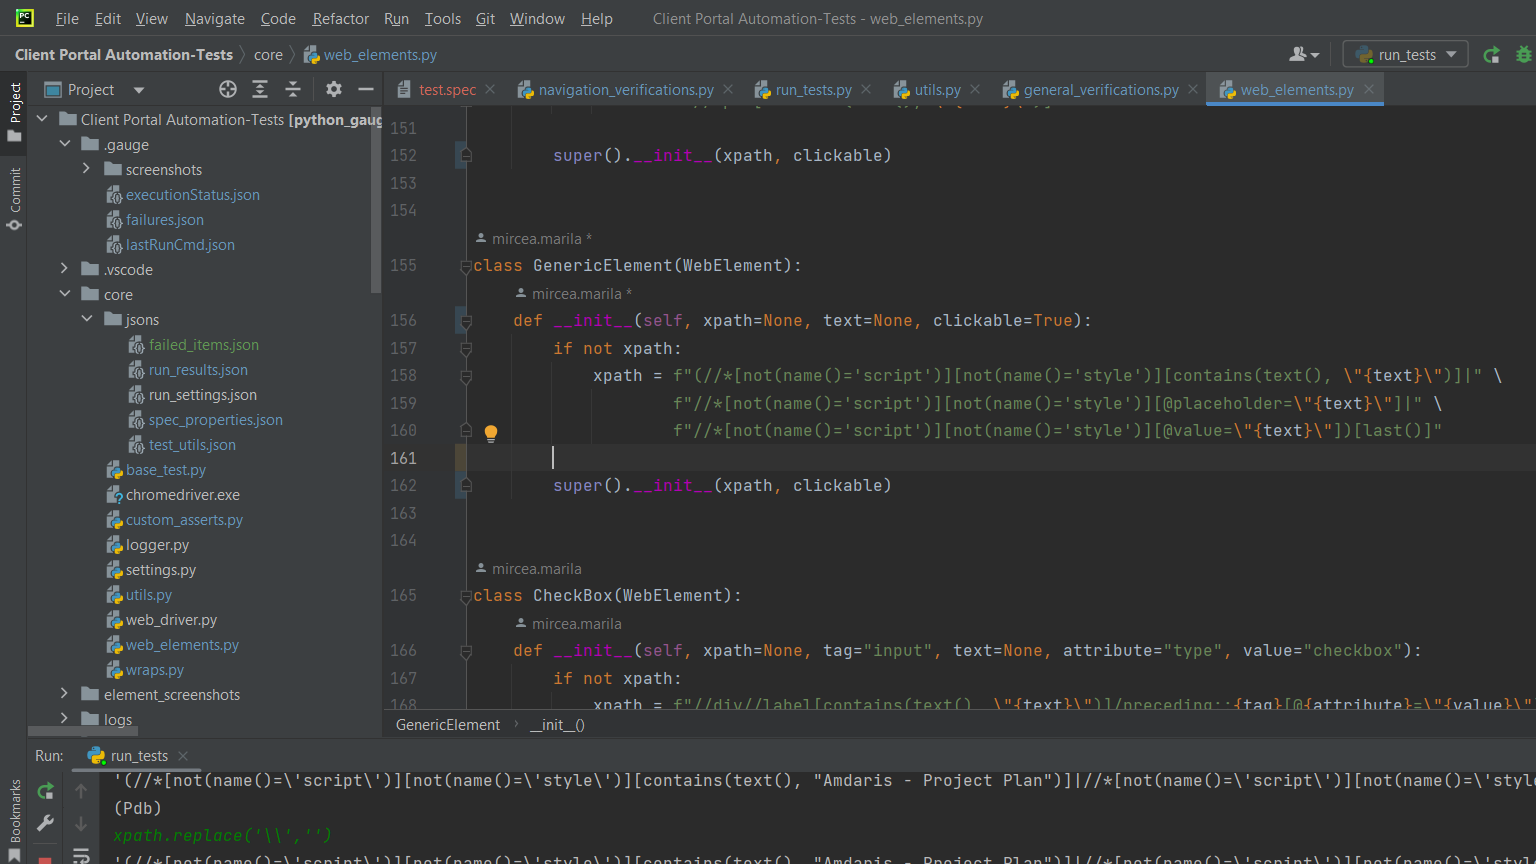 PC
File Edit View Navigate Code Refactor Run Tools Git Window Help Client Portal Automation-Tests - web_elements.py
Client Portal Automation-Tests core web_elements.py run_tests
Project
test.spec navigation_verifications.py run_tests.py utils.py general_verifications.py web_elements.py
Project
Commit
Bookmarks
Client Portal Automation-Tests [python_gaug
.gauge
screenshots
executionStatus.json
failures.json
lastRunCmd.json
.vscode
core
jsons
failed_items.json
run_results.json
run_settings.json
spec_properties.json
test_utils.json
base_test.py
chromedriver.exe
custom_asserts.py
logger.py
settings.py
utils.py
web_driver.py
web_elements.py
wraps.py
element_screenshots
logs
151
152 super().__init__(xpath, clickable)
153
154
mircea.marila *
155 class GenericElement(WebElement):
mircea.marila *
156 def __init__(self, xpath=None, text=None, clickable=True):
157 if not xpath:
158 xpath = f"(//*[not(name()='script')][not(name()='style')][contains(text(), \"{text}\")]|" \
159 f"//*[not(name()='script')][not(name()='style')][@placeholder=\"{text}\"]|" \
160 f"//*[not(name()='script')][not(name()='style')][@value=\"{text}\"])[last()]"
161
162 super().__init__(xpath, clickable)
163
164
mircea.marila
165 class CheckBox(WebElement):
mircea.marila
166 def __init__(self, xpath=None, tag="input", text=None, attribute="type", value="checkbox"):
167 if not xpath:
168 xpath = f"//div//label[contains(text(), \"{text}\")]/preceding::{tag}[@{attribute}=\"{value}\"
GenericElement __init__()
Run: run_tests
'(//*[not(name()=\'script\')][not(name()=\'style\')][contains(text(), "Amdaris - Project Plan")]|//*[not(name()=\'script\')][not(name()=\'style
(Pdb)
xpath.replace('\\','')
'(//*[not(name()=\'script\')][not(name()=\'style\')][contains(text(), "Amdaris - Project Plan")]|//*[not(name()=\'script\')][not(name()=\'style